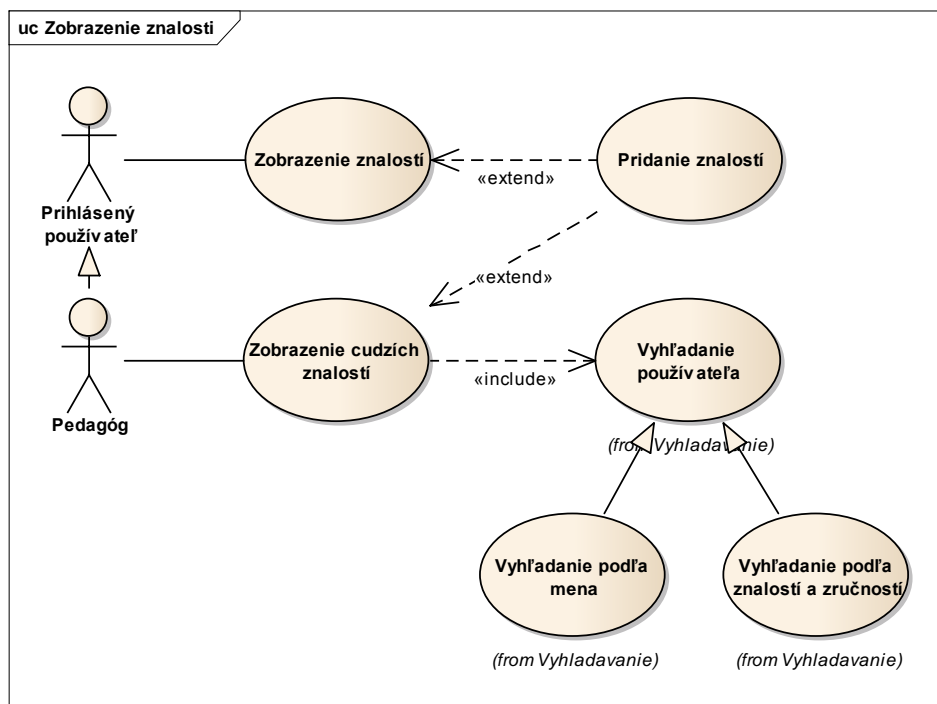 uc Zobrazenie znalosti
Zobrazenie znalostí
Pridanie znalostí
«extend»
Prihlásený
používateľ
«extend»
Zobrazenie cudzích
znalostí
Vyhľadanie
používateľa
«include»
Pedagóg
(from Vyhladavanie)
Vyhľadanie podľa
mena
Vyhľadanie podľa
znalostí a zručností
(from Vyhladavanie)
(from Vyhladavanie)